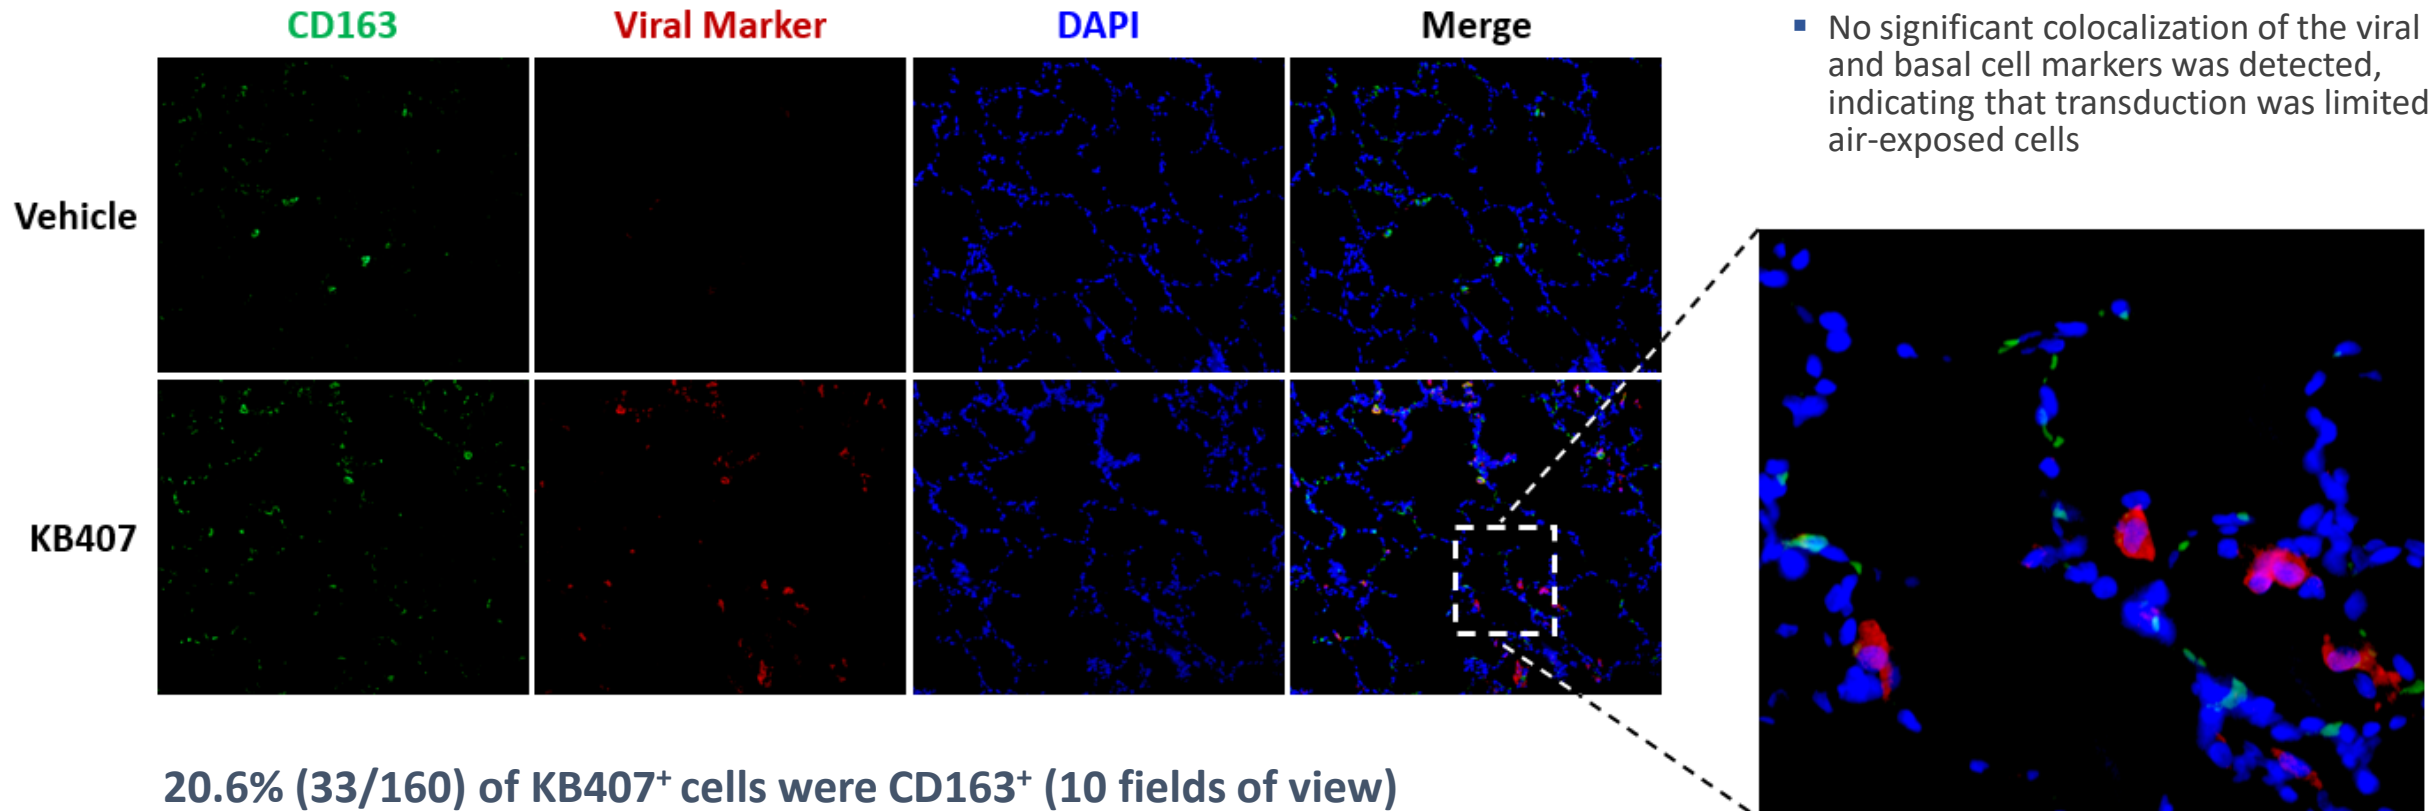 CD163 Viral Marker DAPI Merge
Vehicle
KB407
20.6% (33/160) of KB407⁺ cells were CD163⁺ (10 fields of view)
▪ No significant colocalization of the viral
and basal cell markers was detected,
indicating that transduction was limited
air-exposed cells